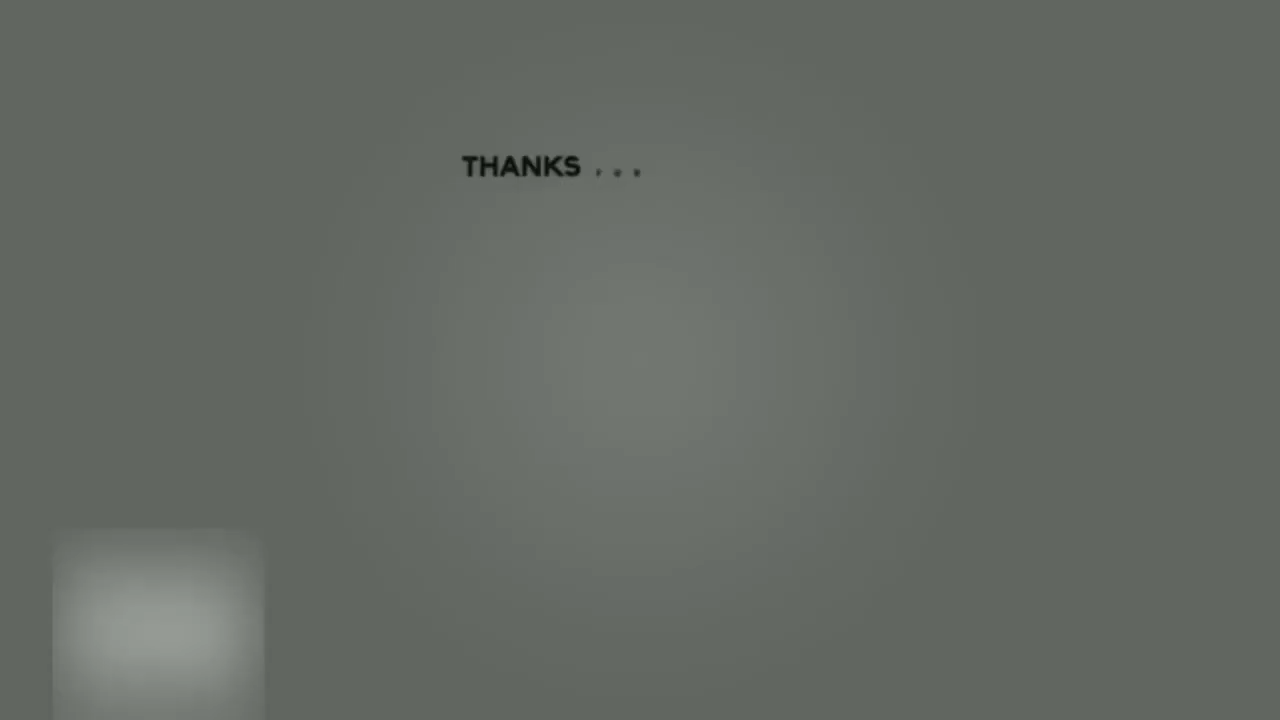 THANKS . . .